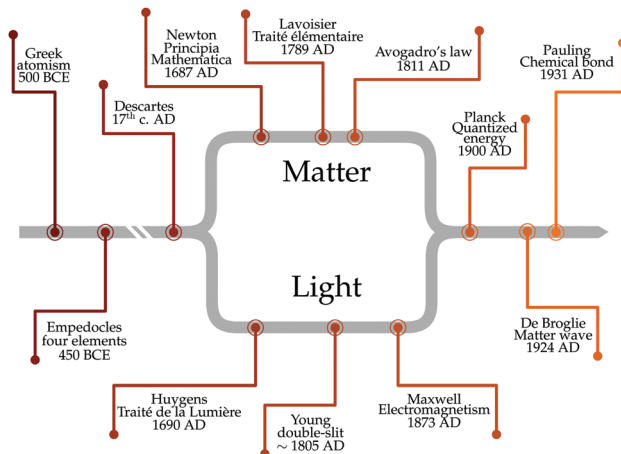 Greek
atomism
500 BCE
Descartes
17th c. AD
Newton
Principia
Mathematica
1687 AD
Lavoisier
Traité élémentaire
1789 AD
Avogadro's law
1811 AD
Pauling
Chemical bond
1931 AD
Planck
Quantized
energy
1900 AD
Matter
Light
Empedocles
four elements
450 BCE
Huygens
Traité de la Lumière
1690 AD
Young
double-slit
~ 1805 AD
Maxwell
Electromagnetism
1873 AD
De Broglie
Matter wave
1924 AD